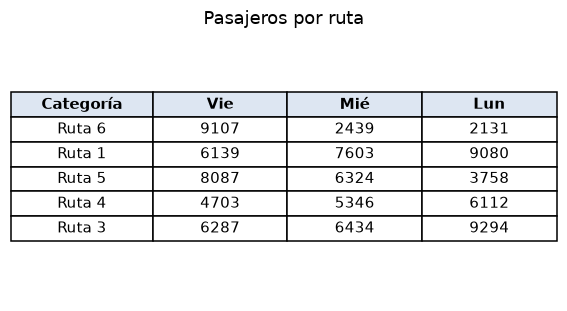 Pasajeros por ruta
Categoría Vie Mié Lun
Ruta 6 9107 2439 2131
Ruta 1 6139 7603 9080
Ruta 5 8087 6324 3758
Ruta 4 4703 5346 6112
Ruta 3 6287 6434 9294